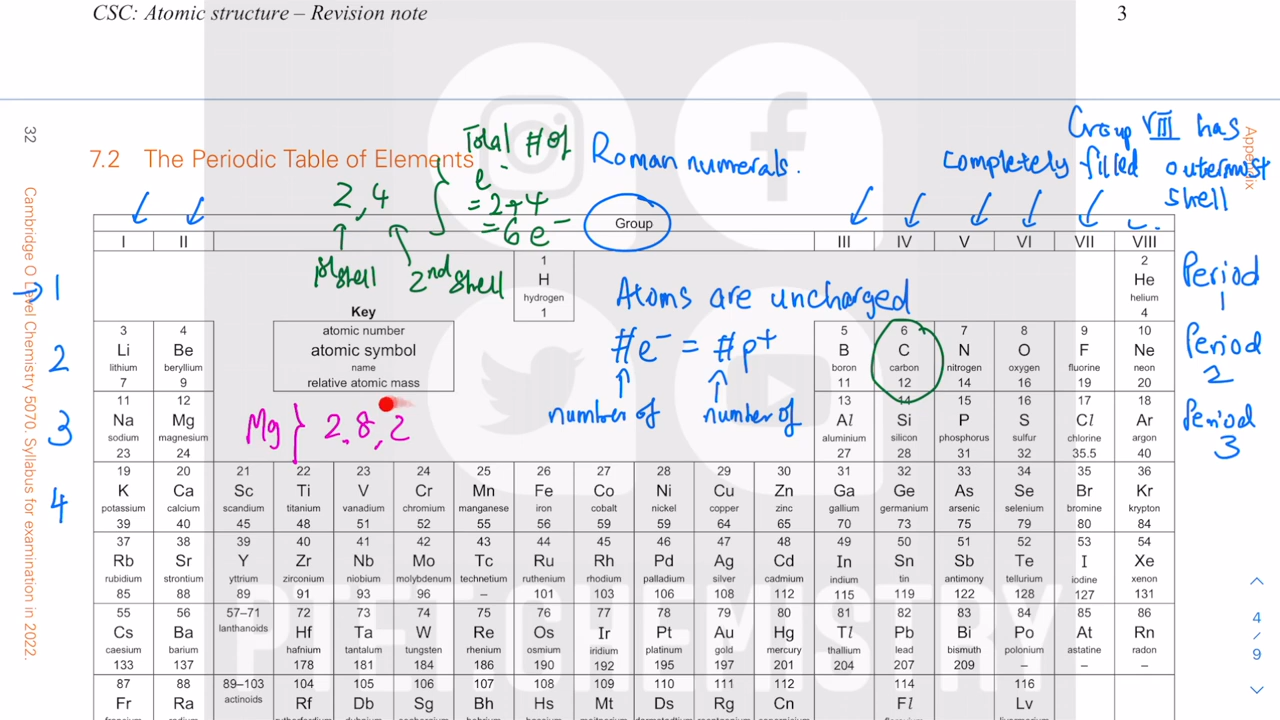 CSC: Atomic structure – Revision note 3
32
Cambridge O Level Chemistry 5070. Syllabus for examination in 2022.
Appendix
7.2 The Periodic Table of Elements
Roman numerals.
Group VIII has
completely filled outermost
shell
Total # of
e⁻
= 2+4
= 6 e⁻
2,4
1st shell 2nd shell
Group
I II III IV V VI VII VIII
1 2
H He
hydrogen helium
1 4
Atoms are uncharged
#e⁻ = #p⁺
number of number of
Key
atomic number
atomic symbol
name
relative atomic mass
→ 1 Period 1
2 Period 2
3 Period 3
4
3 4 5 6 7 8 9 10
Li Be B C N O F Ne
lithium beryllium boron carbon nitrogen oxygen fluorine neon
7 9 11 12 14 16 19 20
Mg } 2,8,2
11 12 13 14 15 16 17 18
Na Mg Al Si P S Cl Ar
sodium magnesium aluminium silicon phosphorus sulfur chlorine argon
23 24 27 28 31 32 35.5 40
19 20 21 22 23 24 25 26 27 28 29 30 31 32 33 34 35 36
K Ca Sc Ti V Cr Mn Fe Co Ni Cu Zn Ga Ge As Se Br Kr
potassium calcium scandium titanium vanadium chromium manganese iron cobalt nickel copper zinc gallium germanium arsenic selenium bromine krypton
39 40 45 48 51 52 55 56 59 59 64 65 70 73 75 79 80 84
37 38 39 40 41 42 43 44 45 46 47 48 49 50 51 52 53 54
Rb Sr Y Zr Nb Mo Tc Ru Rh Pd Ag Cd In Sn Sb Te I Xe
rubidium strontium yttrium zirconium niobium molybdenum technetium ruthenium rhodium palladium silver cadmium indium tin antimony tellurium iodine xenon
85 88 89 91 93 96 – 101 103 106 108 112 115 119 122 128 127 131
55 56 57–71 72 73 74 75 76 77 78 79 80 81 82 83 84 85 86
Cs Ba lanthanoids Hf Ta W Re Os Ir Pt Au Hg Tl Pb Bi Po At Rn
caesium barium hafnium tantalum tungsten rhenium osmium iridium platinum gold mercury thallium lead bismuth polonium astatine radon
133 137 178 181 184 186 190 192 195 197 201 204 207 209 – – –
87 88 89–103 104 105 106 107 108 109 110 111 112 114 116
Fr Ra actinoids Rf Db Sg Bh Hs Mt Ds Rg Cn Fl Lv
4
9
PTET CHEMISTRY